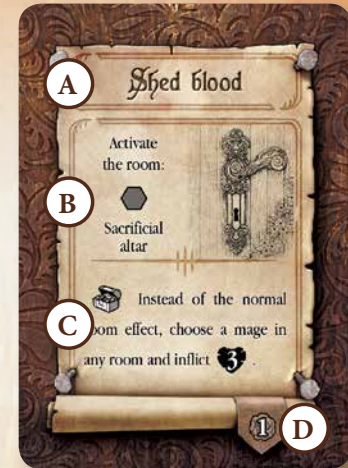 A
Shed blood
Activate
the room:
B
Sacrificial
altar
Instead of the normal
C
oom effect, choose a mage in
any room and inflict 3 .
1
D